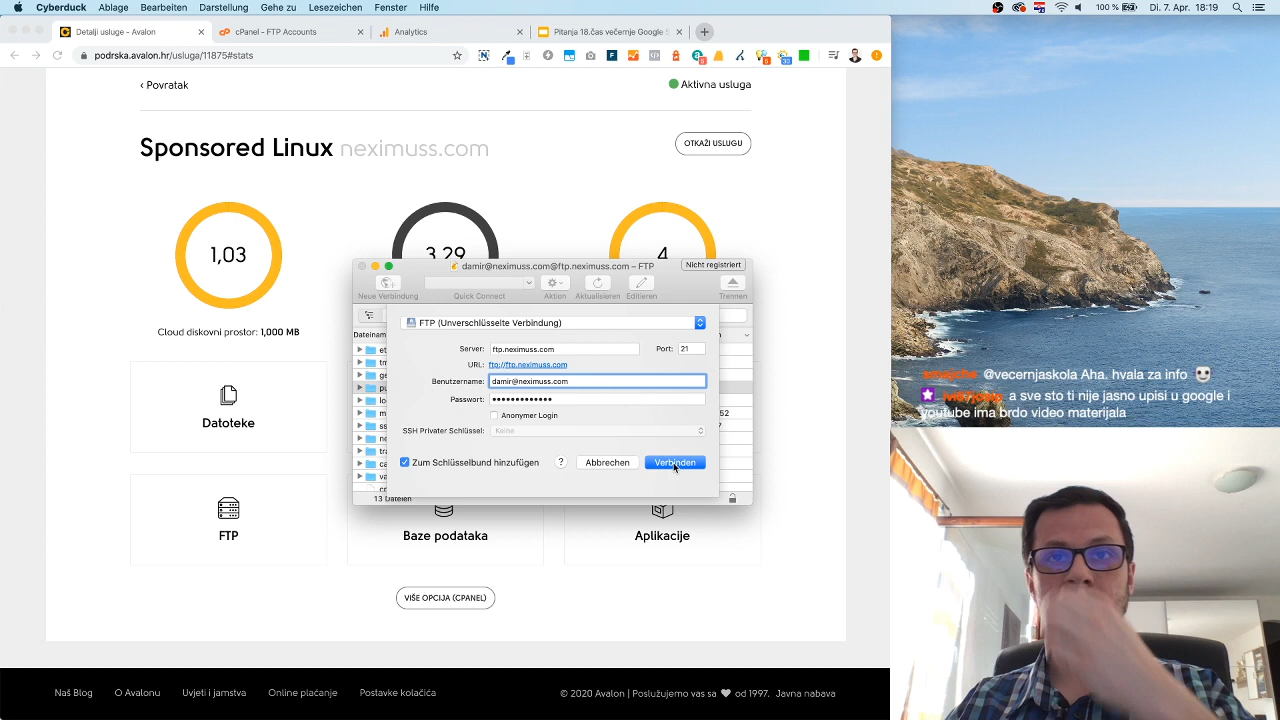 Cyberduck Ablage Bearbeiten Darstellung Gehe zu Lesezeichen Fenster Hilfe
100 % Di. 7. Apr. 18:19
Detalji usluge - Avalon
cPanel - FTP Accounts
Analytics
Pitanja 18.čas večernje Google
podrska.avalon.hr/usluga/11875#stats
‹ Povratak
Aktivna usluga
Sponsored Linux neximuss.com
OTKAŽI USLUGU
1,03
3,29
4
Cloud diskovni prostor: 1,000 MB
damir@neximuss.com@ftp.neximuss.com – FTP
Nicht registriert
Neue Verbindung Quick Connect Aktion Aktualisieren Editieren Trennen
FTP (Unverschlüsselte Verbindung)
Server: ftp.neximuss.com Port: 21
URL: ftp://ftp.neximuss.com
Benutzername: damir@neximuss.com
Passwort: •••••••••••••
Anonymer Login
SSH Privater Schlüssel: Keine
Zum Schlüsselbund hinzufügen ? Abbrechen Verbinden
13 Dateien
Datoteke
FTP
Baze podataka
Aplikacije
VIŠE OPCIJA (CPANEL)
Naš Blog O Avalonu Uvjeti i jamstva Online plaćanje Postavke kolačića
© 2020 Avalon | Poslužujemo vas sa od 1997. Javna nabava
@vecernjaskola Aha. hvala za info
a sve sto ti nije jasno upisi u google i
youtube ima brdo video materijala